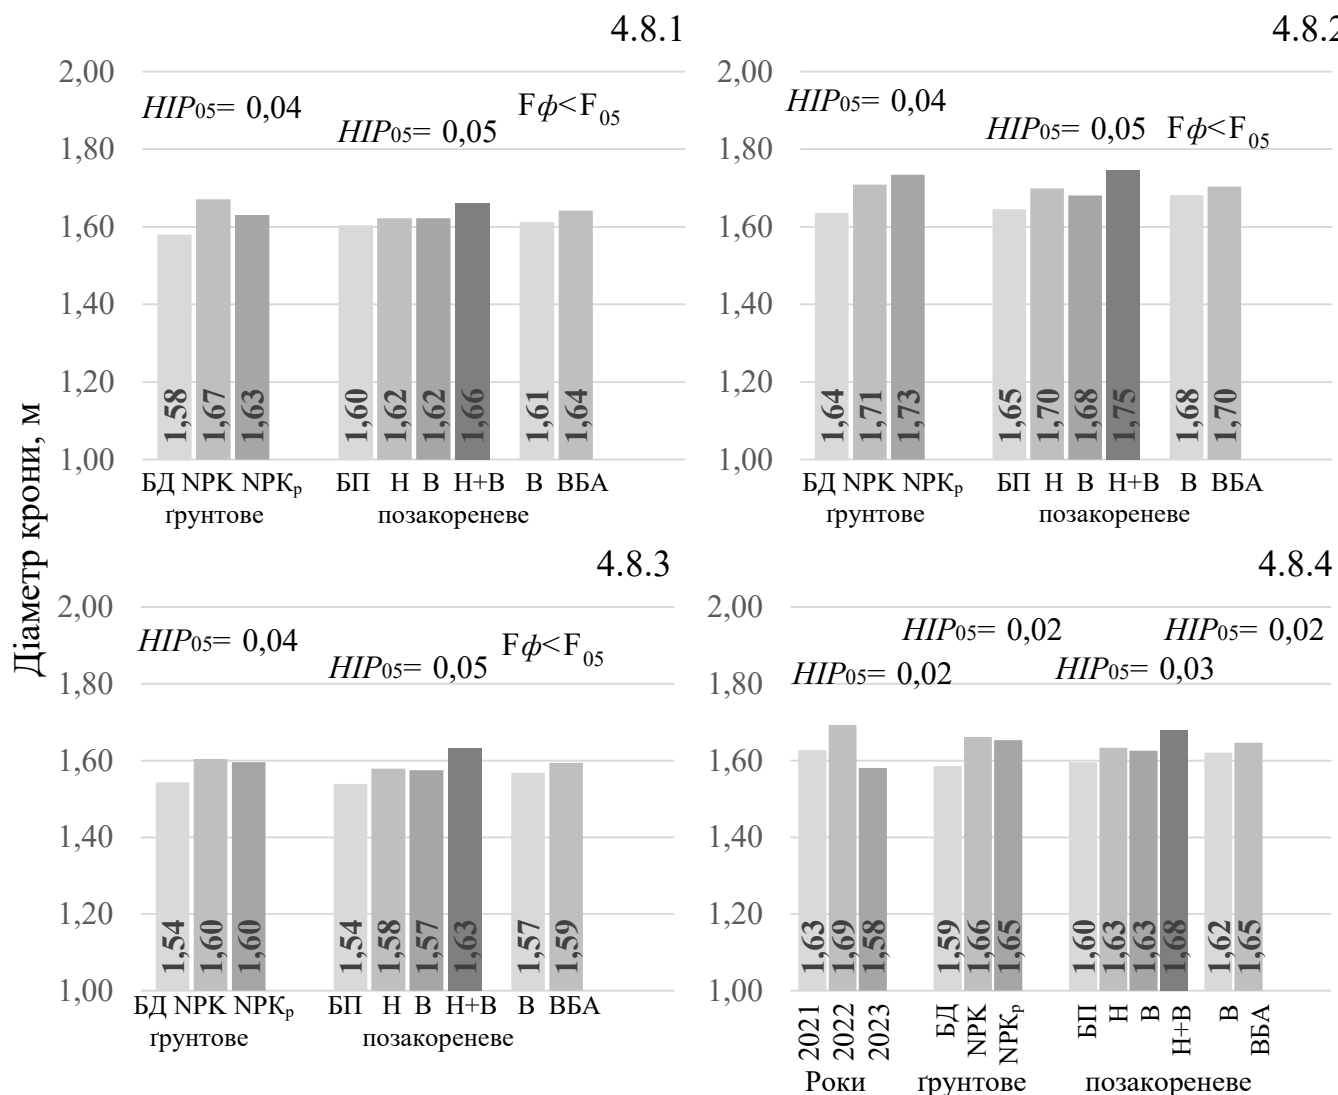 4.8.1
2,00
1,80
1,60
1,40
1,20
1,00
HIP05= 0,04
HIP05= 0,05
Fф<F05
1,58
1,67
1,63
1,60
1,62
1,62
1,66
1,61
1,64
БД NPK NPKр
БП Н В Н+В
В ВБА
ґрунтове
позакореневе
4.8.2
2,00
1,80
1,60
1,40
1,20
1,00
HIP05= 0,04
HIP05= 0,05
Fф<F05
1,64
1,71
1,73
1,65
1,70
1,68
1,75
1,68
1,70
БД NPK NPKр
БП Н В Н+В
В ВБА
ґрунтове
позакореневе
Діаметр крони, м
4.8.3
2,00
1,80
1,60
1,40
1,20
1,00
HIP05= 0,04
HIP05= 0,05
Fф<F05
1,54
1,60
1,60
1,54
1,58
1,57
1,63
1,57
1,59
БД NPK NPKр
БП Н В Н+В
В ВБА
ґрунтове
позакореневе
4.8.4
2,00
1,80
1,60
1,40
1,20
1,00
HIP05= 0,02
HIP05= 0,02
HIP05= 0,02
HIP05= 0,03
1,63
1,69
1,58
1,59
1,66
1,65
1,60
1,63
1,63
1,68
1,62
1,65
2021
2022
2023
БД
NPK
NPKр
БП
Н
В
Н+В
В
ВБА
Роки
ґрунтове
позакореневе